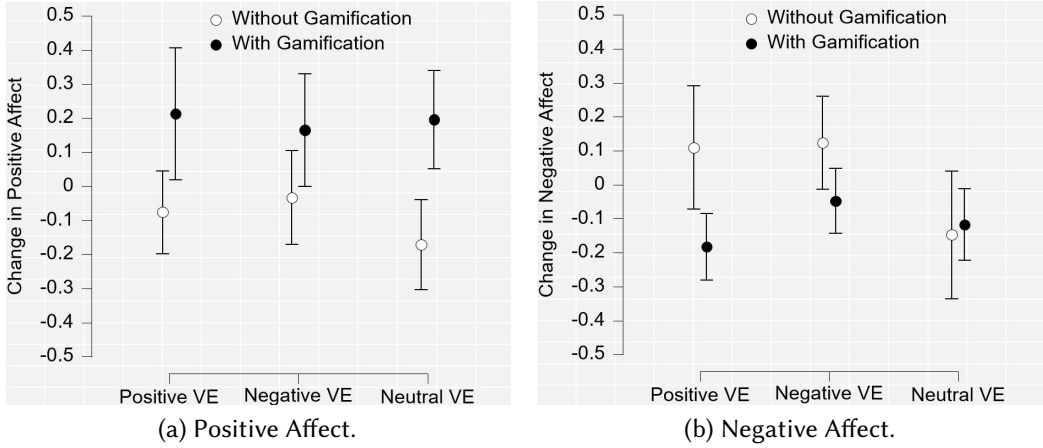 Change in Positive Affect
0.5
0.4
0.3
0.2
0.1
0
-0.1
-0.2
-0.3
-0.4
-0.5
Without Gamification
With Gamification
Positive VE
Negative VE
Neutral VE
(a) Positive Affect.
Change in Negative Affect
0.5
0.4
0.3
0.2
0.1
0
-0.1
-0.2
-0.3
-0.4
-0.5
Without Gamification
With Gamification
Positive VE
Negative VE
Neutral VE
(b) Negative Affect.